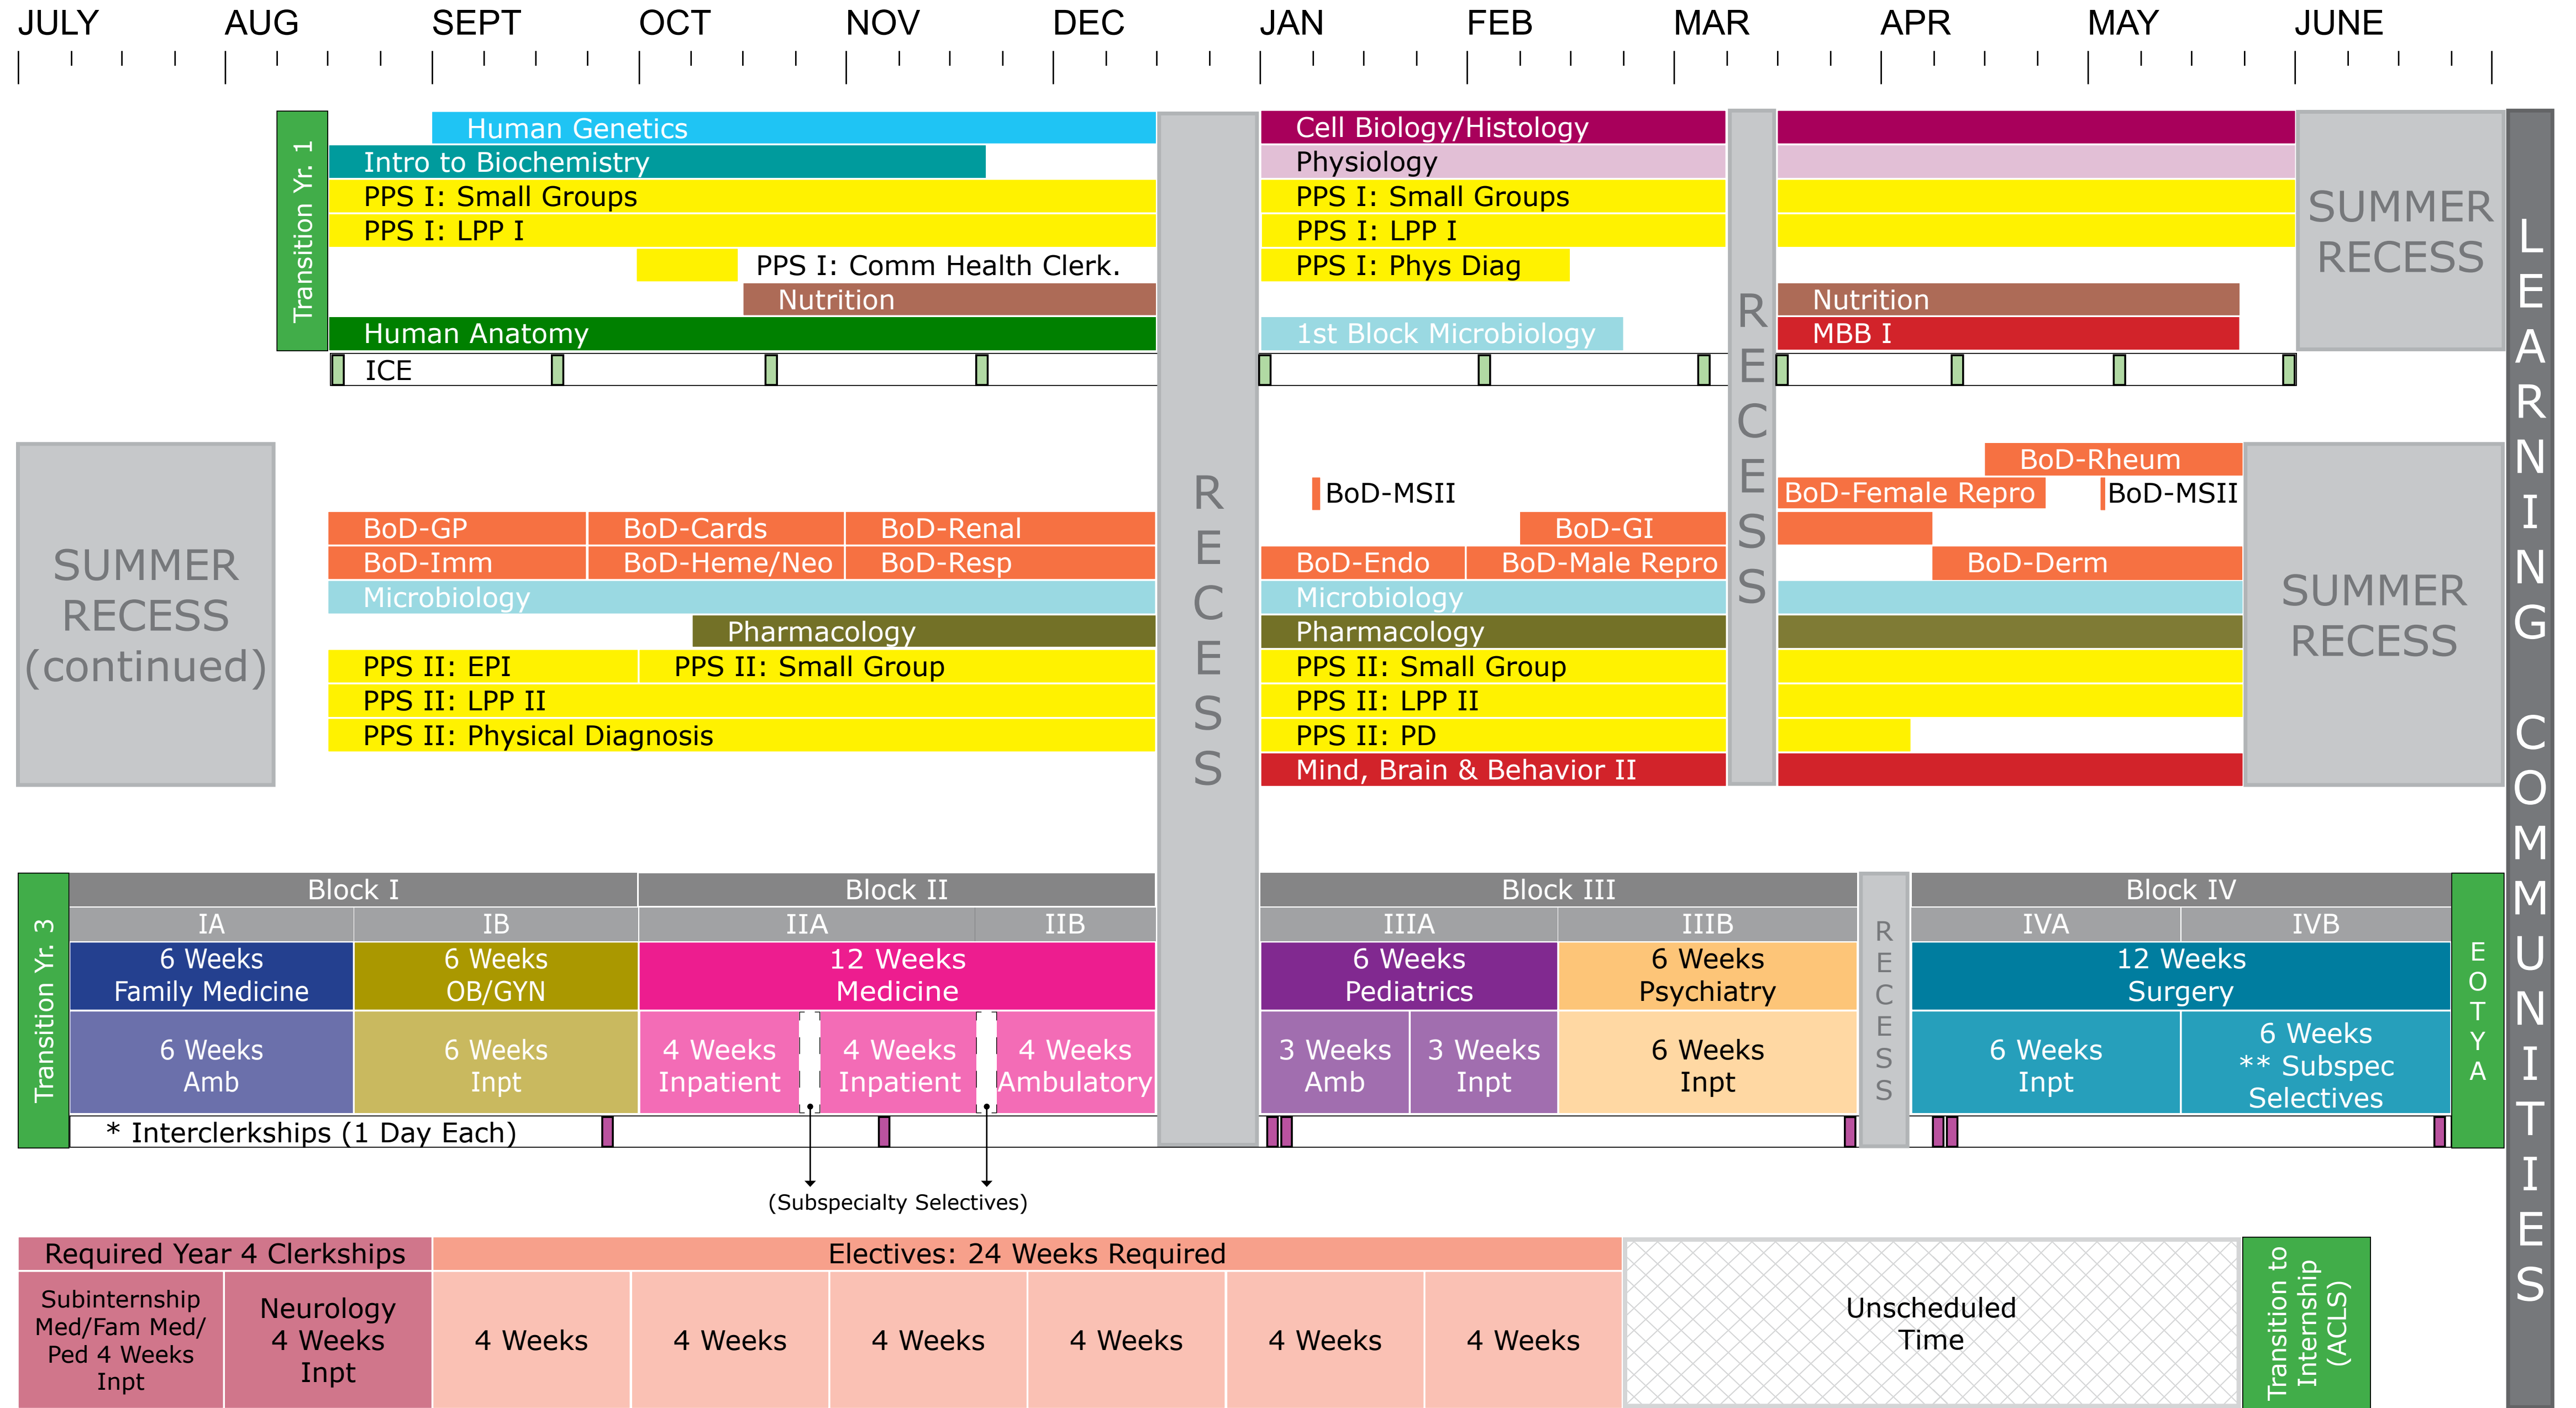 JULY AUG SEPT OCT NOV DEC JAN FEB MAR APR MAY JUNE
Transition Yr. 1
Human Genetics
Intro to Biochemistry
PPS I: Small Groups
PPS I: LPP I
PPS I: Comm Health Clerk.
Nutrition
Human Anatomy
ICE
RECESS
Cell Biology/Histology
Physiology
PPS I: Small Groups
PPS I: LPP I
PPS I: Phys Diag
1st Block Microbiology
RECESS
Nutrition
MBB I
SUMMER
RECESS
LEARNING COMMUNITIES
SUMMER
RECESS
(continued)
BoD-GP BoD-Cards BoD-Renal
BoD-Imm BoD-Heme/Neo BoD-Resp
Microbiology
Pharmacology
PPS II: EPI PPS II: Small Group
PPS II: LPP II
PPS II: Physical Diagnosis
BoD-MSII
BoD-GI
BoD-Endo BoD-Male Repro
Microbiology
Pharmacology
PPS II: Small Group
PPS II: LPP II
PPS II: PD
Mind, Brain & Behavior II
BoD-Rheum
BoD-Female Repro BoD-MSII
BoD-Derm
SUMMER
RECESS
Transition Yr. 3
Block I Block II Block III Block IV
IA IB IIA IIB IIIA IIIB IVA IVB
6 Weeks
Family Medicine
6 Weeks
OB/GYN
12 Weeks
Medicine
6 Weeks
Pediatrics
6 Weeks
Psychiatry
RECESS
12 Weeks
Surgery
EOTYA
6 Weeks
Amb
6 Weeks
Inpt
4 Weeks
Inpatient
4 Weeks
Inpatient
4 Weeks
Ambulatory
3 Weeks
Amb
3 Weeks
Inpt
6 Weeks
Inpt
6 Weeks
Inpt
6 Weeks
** Subspec
Selectives
* Interclerkships (1 Day Each)
(Subspecialty Selectives)
Required Year 4 Clerkships
Electives: 24 Weeks Required
Subinternship
Med/Fam Med/
Ped 4 Weeks
Inpt
Neurology
4 Weeks
Inpt
4 Weeks 4 Weeks 4 Weeks 4 Weeks 4 Weeks 4 Weeks
Unscheduled
Time
Transition to
Internship
(ACLS)